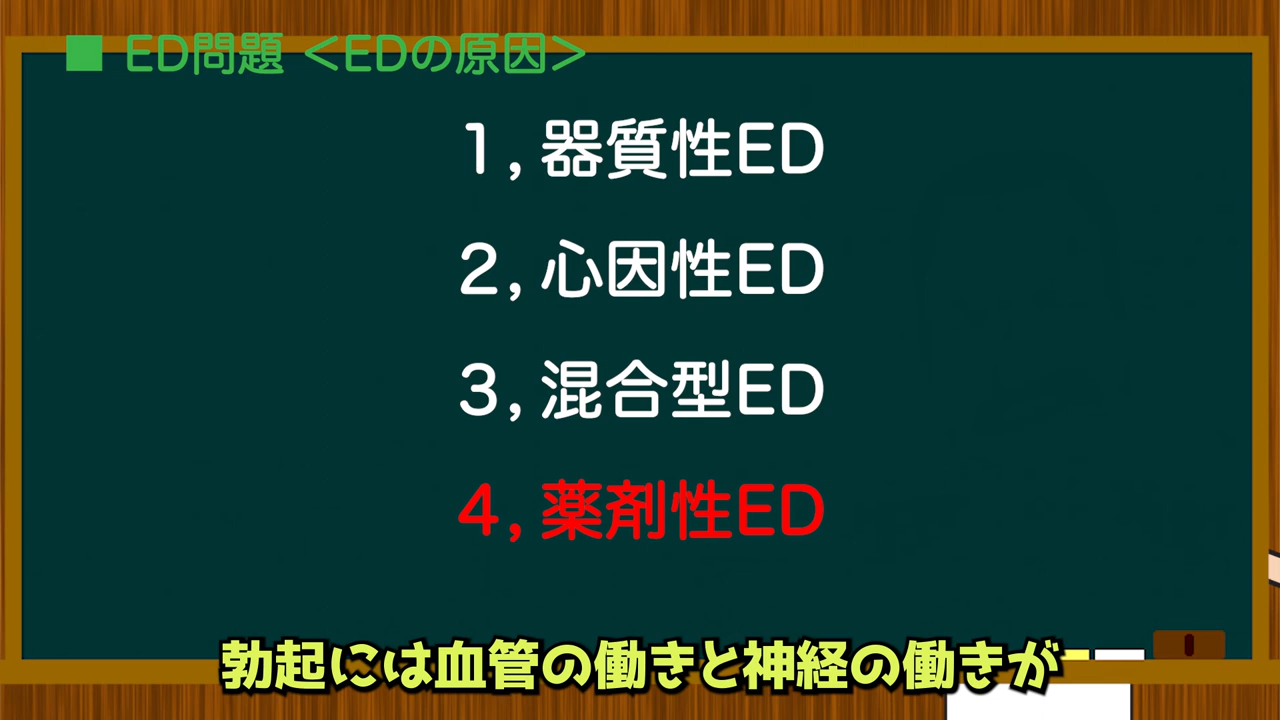 ■ ED問題 ＜EDの原因＞
1, 器質性ED
2, 心因性ED
3, 混合型ED
4, 薬剤性ED
勃起には血管の働きと神経の働きが